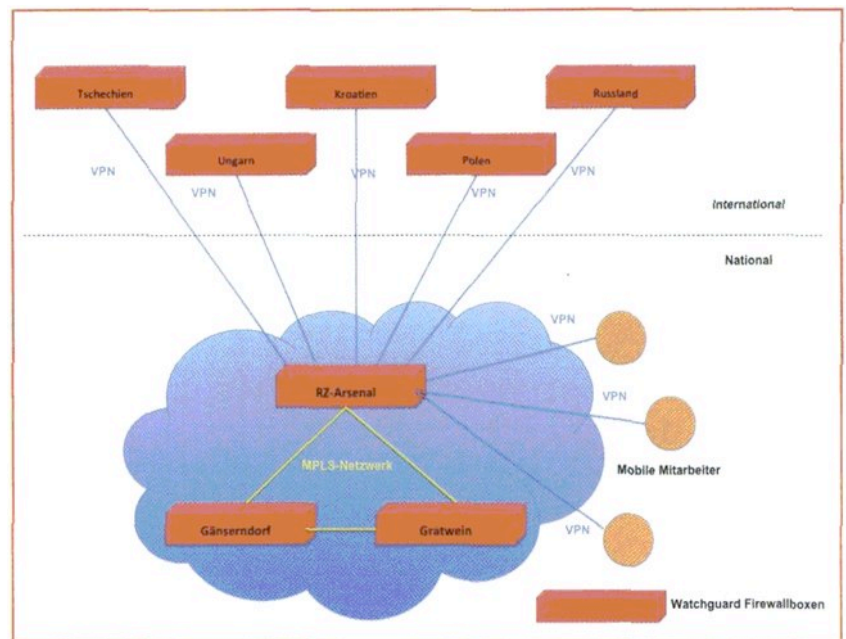 Tschechien
Kroatien
Russland
Ungarn
Polen
VPN
VPN
VPN
VPN
VPN
International
National
VPN
RZ-Arsenal
VPN
MPLS-Netzwerk
Mobile Mitarbeiter
Gänserndorf
Gratwein
VPN
Watchguard Firewallboxen